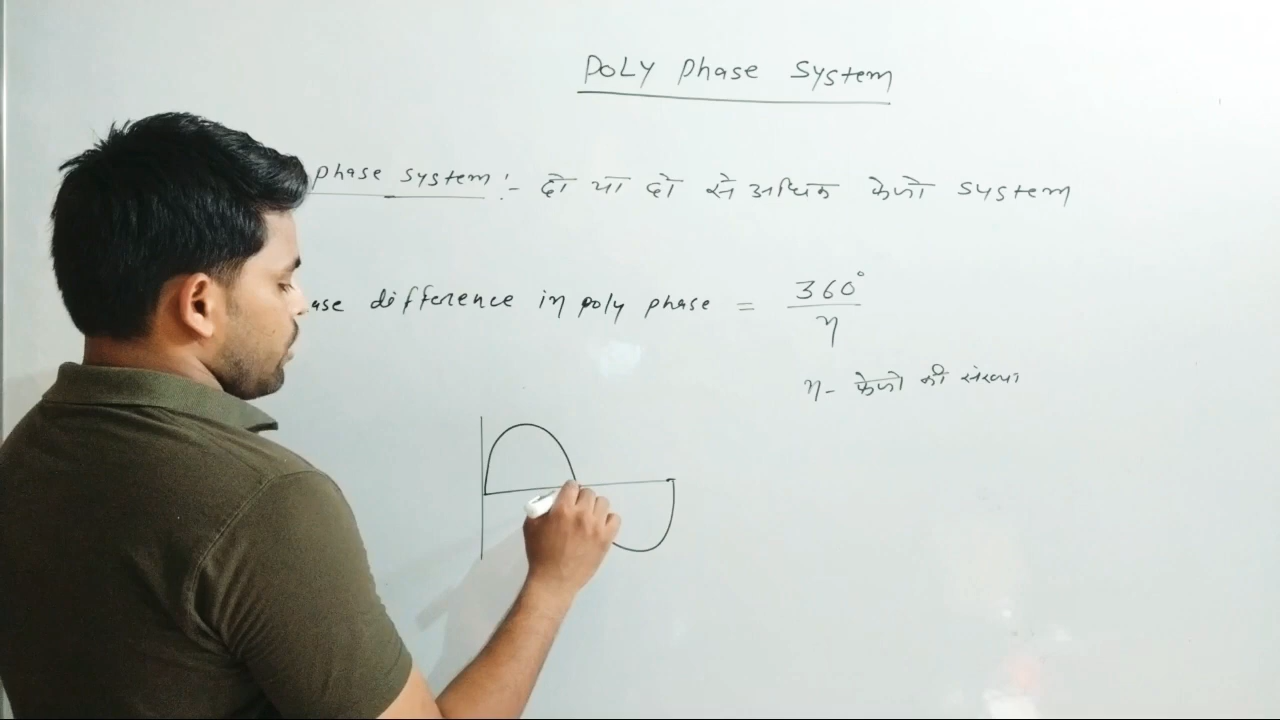 POLY Phase System
Phase System :- दो या दो से अधिक फेजो System
ase difference in poly phase = 360° / η
η - फेजो की संख्या